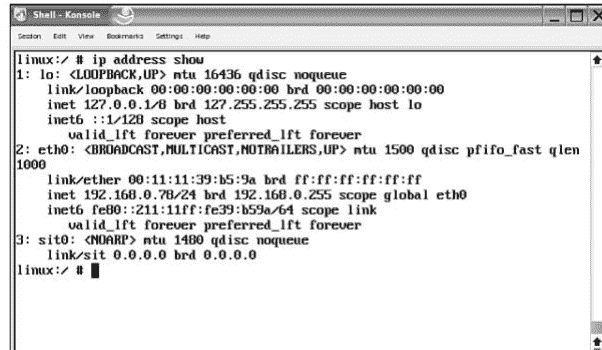 Shell - Konsole
Session Edit View Bookmarks Settings Help
linux:/ # ip address show
1: lo: <LOOPBACK,UP> mtu 16436 qdisc noqueue
link/loopback 00:00:00:00:00:00 brd 00:00:00:00:00:00
inet 127.0.0.1/8 brd 127.255.255.255 scope host lo
inet6 ::1/128 scope host
valid_lft forever preferred_lft forever
2: eth0: <BROADCAST,MULTICAST,NOTRAILERS,UP> mtu 1500 qdisc pfifo_fast qlen
1000
link/ether 00:11:11:39:b5:9a brd ff:ff:ff:ff:ff:ff
inet 192.168.0.78/24 brd 192.168.0.255 scope global eth0
inet6 fe80::211:11ff:fe39:b59a/64 scope link
valid_lft forever preferred_lft forever
3: sit0: <NOARP> mtu 1480 qdisc noqueue
link/sit 0.0.0.0 brd 0.0.0.0
linux:/ #